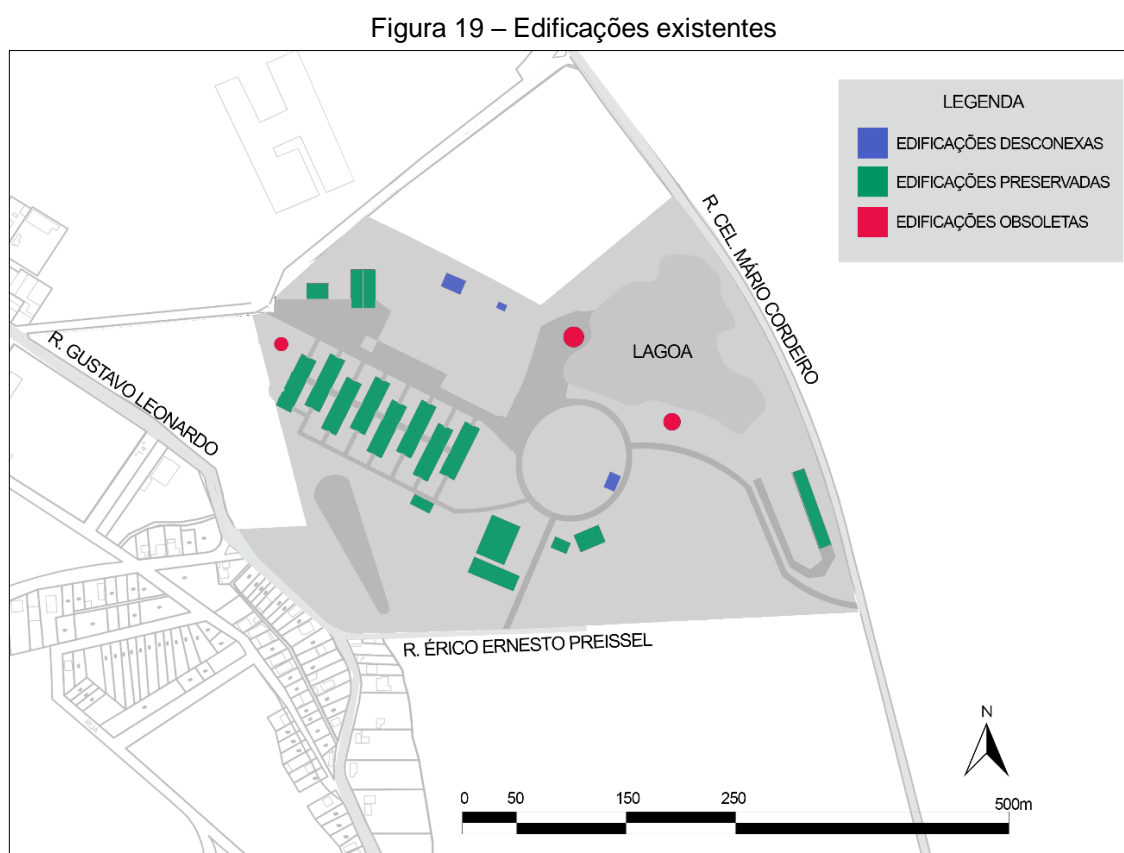 Figura 19 – Edificações existentes
LEGENDA
EDIFICAÇÕES DESCONEXAS
EDIFICAÇÕES PRESERVADAS
EDIFICAÇÕES OBSOLETAS
R. CEL. MÁRIO CORDEIRO
R. GUSTAVO LEONARDO
LAGOA
R. ÉRICO ERNESTO PREISSEL
RUA
N
0 50 150 250 500m